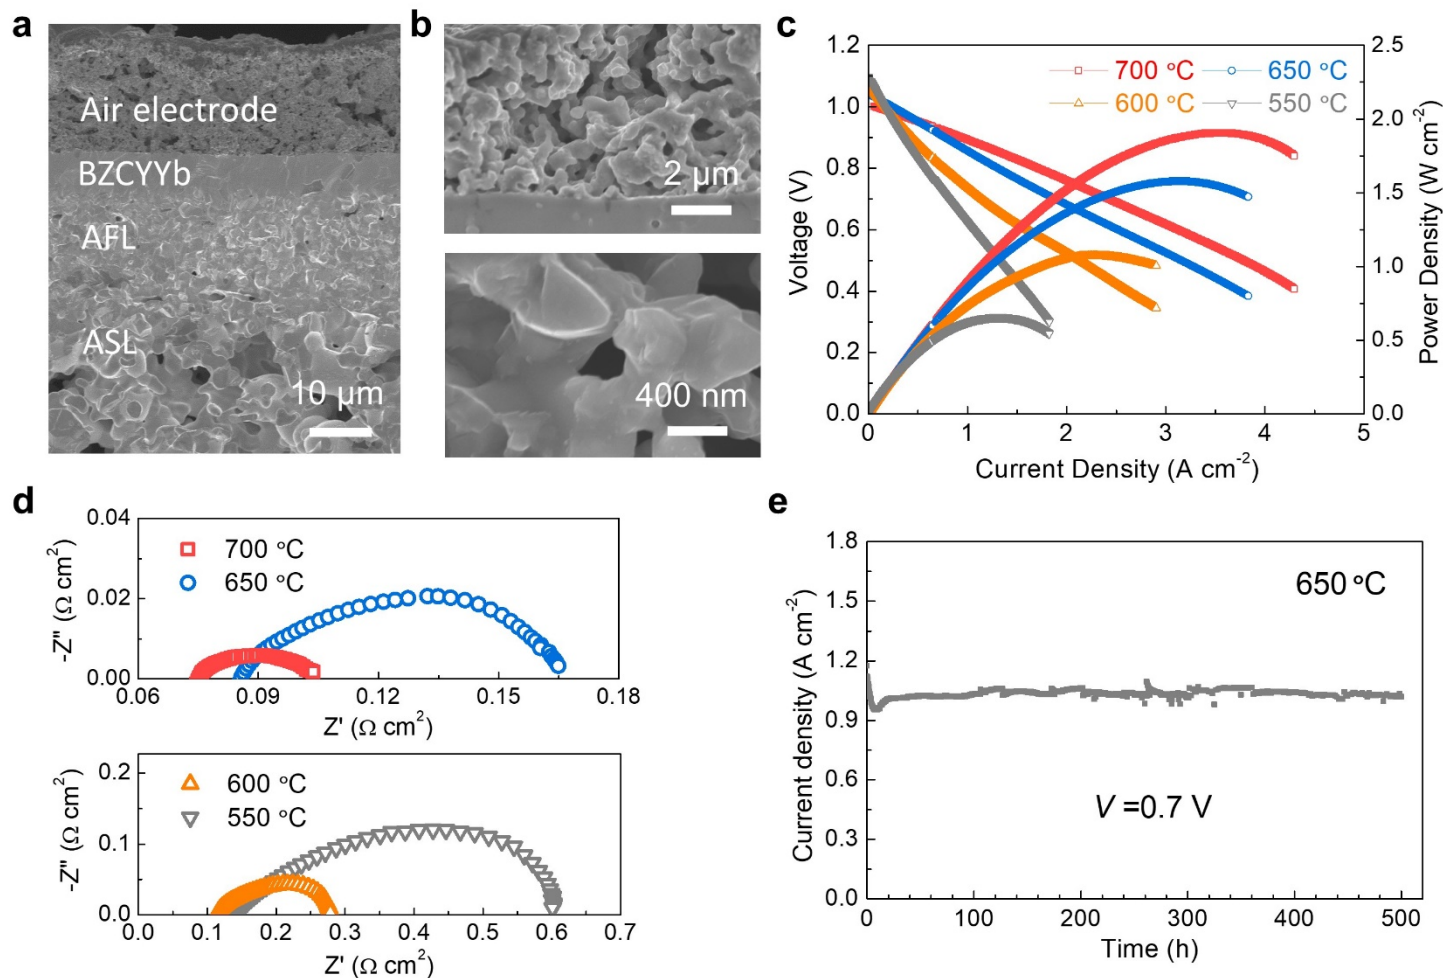 a
Air electrode
BZCYYb
AFL
ASL
10 μm
b
2 μm
400 nm
c
1.2
1.0
0.8
0.6
0.4
0.2
0.0
Voltage (V)
700 °C
650 °C
600 °C
550 °C
2.5
2.0
1.5
1.0
0.5
0.0
Power Density (W cm⁻²)
0
1
2
3
4
5
Current Density (A cm⁻²)
d
0.04
0.02
0.00
-Z" (Ω cm²)
700 °C
650 °C
0.06
0.09
0.12
0.15
0.18
Z' (Ω cm²)
0.2
0.1
0.0
-Z" (Ω cm²)
600 °C
550 °C
0.0
0.1
0.2
0.3
0.4
0.5
0.6
0.7
Z' (Ω cm²)
e
1.8
1.5
1.2
0.9
0.6
0.3
0.0
Current density (A cm⁻²)
650 °C
V =0.7 V
0
100
200
300
400
500
Time (h)